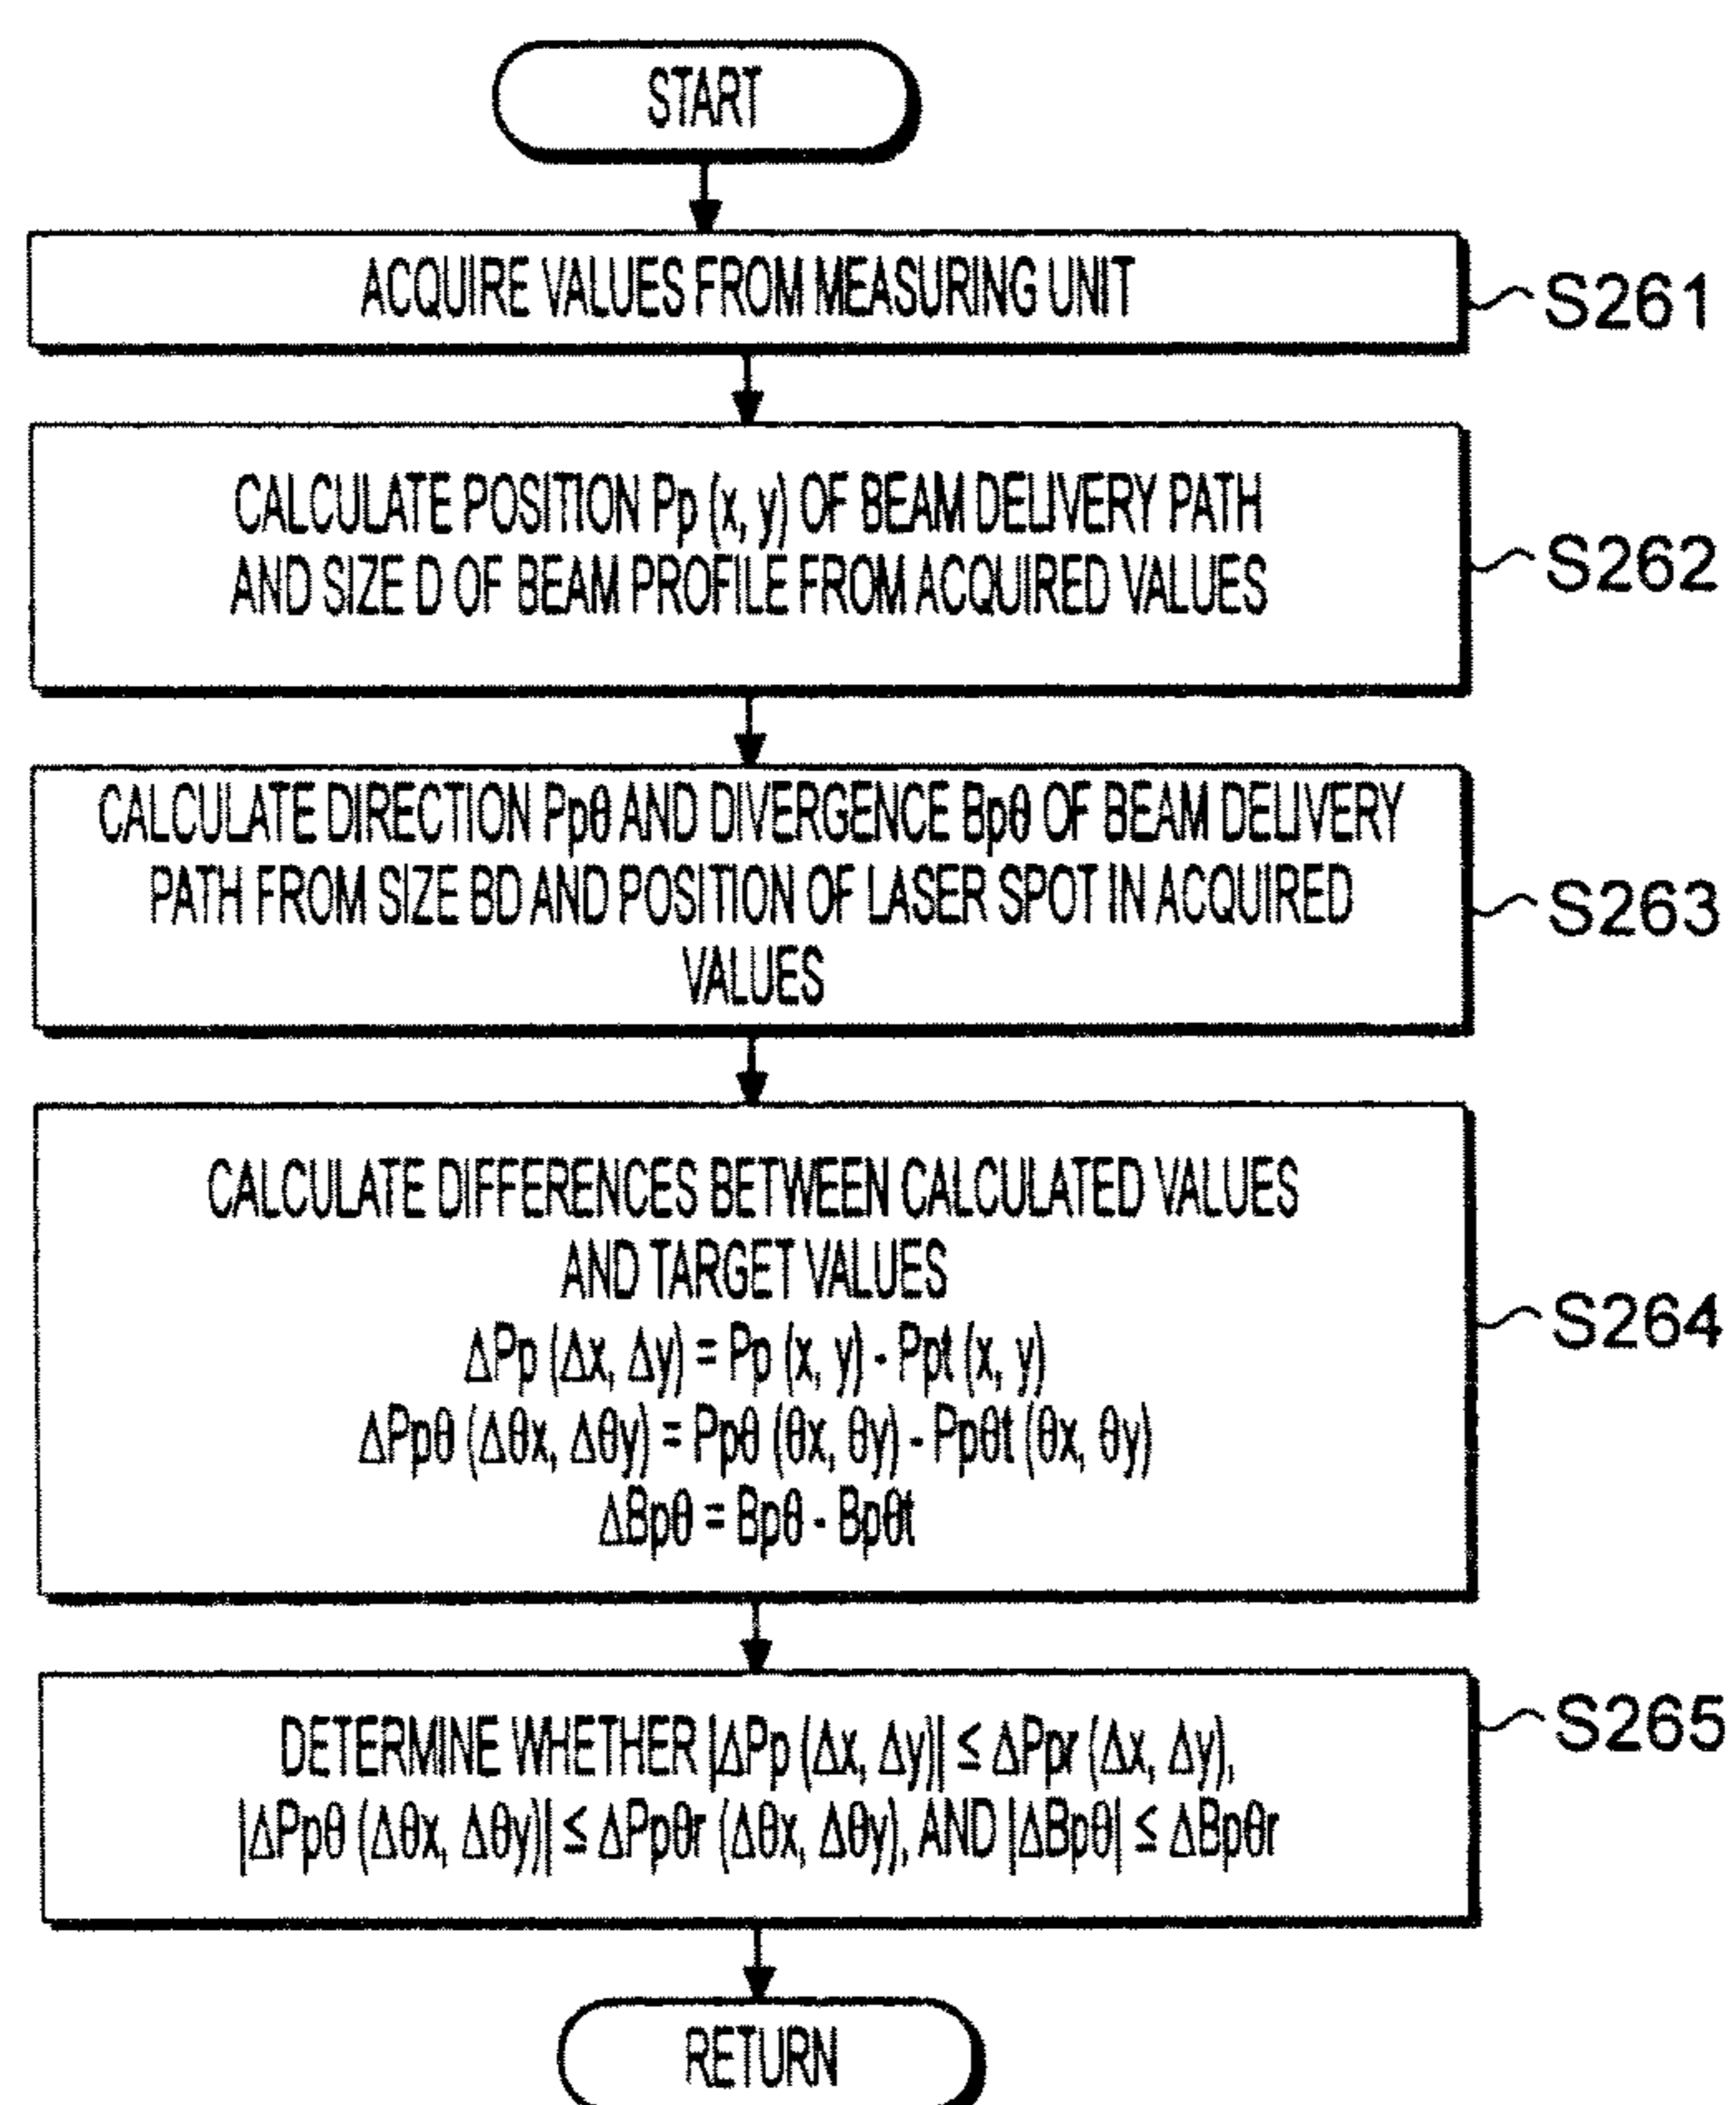 START
ACQUIRE VALUES FROM MEASURING UNIT
S261
CALCULATE POSITION Pp (x, y) OF BEAM DELIVERY PATH
AND SIZE D OF BEAM PROFILE FROM ACQUIRED VALUES
S262
CALCULATE DIRECTION Ppθ AND DIVERGENCE Bpθ OF BEAM DELIVERY
PATH FROM SIZE BD AND POSITION OF LASER SPOT IN ACQUIRED
VALUES
S263
CALCULATE DIFFERENCES BETWEEN CALCULATED VALUES
AND TARGET VALUES
ΔPp (Δx, Δy) = Pp (x, y) - Ppt (x, y)
ΔPpθ (Δθx, Δθy) = Ppθ (θx, θy) - Ppθt (θx, θy)
ΔBpθ = Bpθ - Bpθt
S264
DETERMINE WHETHER |ΔPp (Δx, Δy)| ≤ ΔPpr (Δx, Δy),
|ΔPpθ (Δθx, Δθy)| ≤ ΔPpθr (Δθx, Δθy), AND |ΔBpθ| ≤ ΔBpθr
S265
RETURN